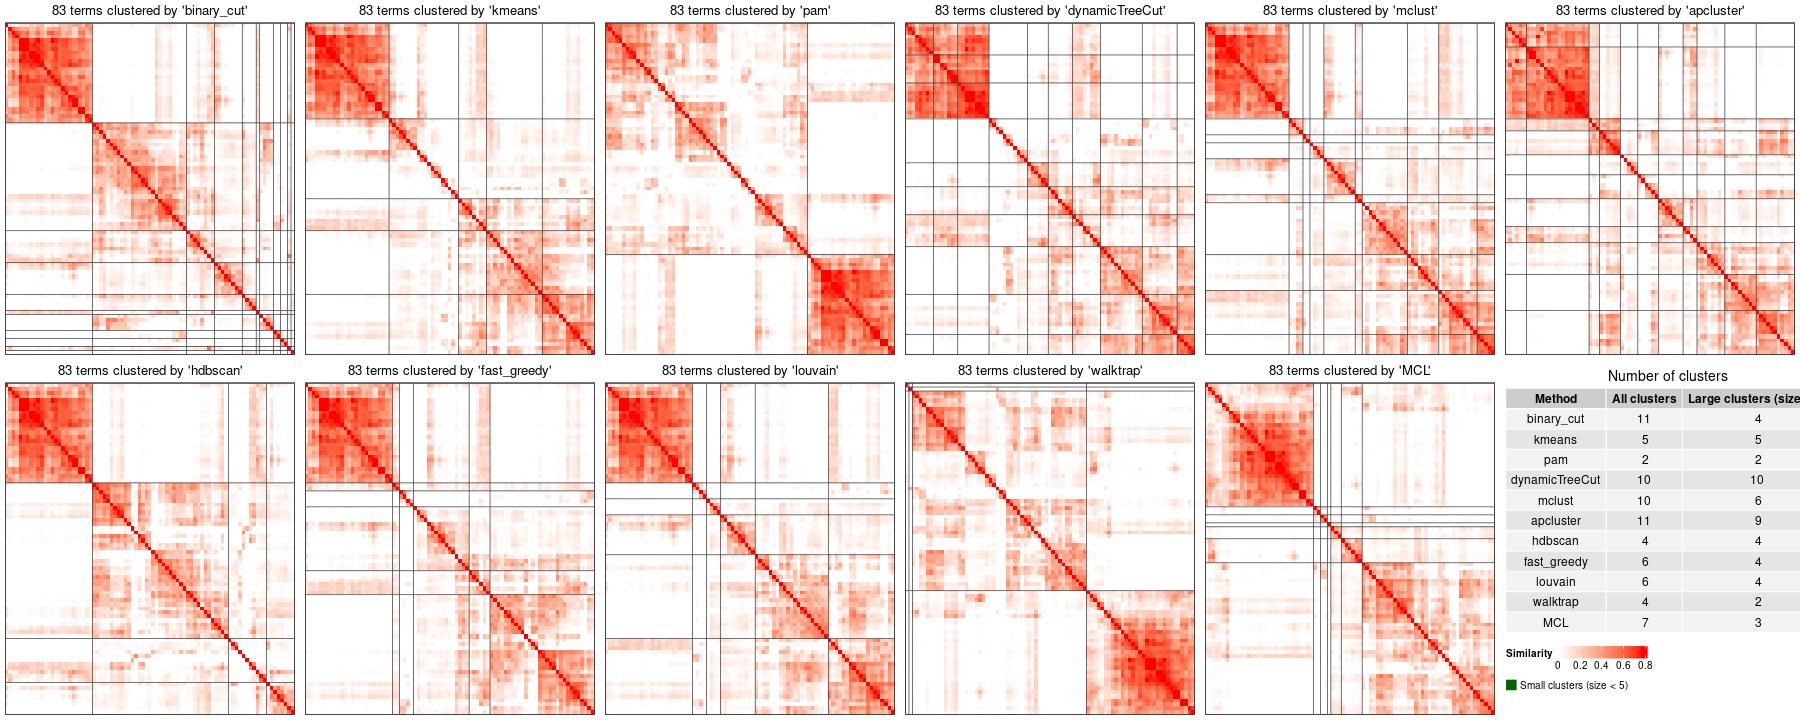 83 terms clustered by 'binary_cut'
83 terms clustered by 'kmeans'
83 terms clustered by 'pam'
83 terms clustered by 'dynamicTreeCut'
83 terms clustered by 'mclust'
83 terms clustered by 'apcluster'
83 terms clustered by 'hdbscan'
83 terms clustered by 'fast_greedy'
83 terms clustered by 'louvain'
83 terms clustered by 'walktrap'
83 terms clustered by 'MCL'
Number of clusters
Method All clusters Large clusters (size
binary_cut 11 4
kmeans 5 5
pam 2 2
dynamicTreeCut 10 10
mclust 10 6
apcluster 11 9
hdbscan 4 4
fast_greedy 6 4
louvain 6 4
walktrap 4 2
MCL 7 3
Similarity
0 0.2 0.4 0.6 0.8
Small clusters (size < 5)